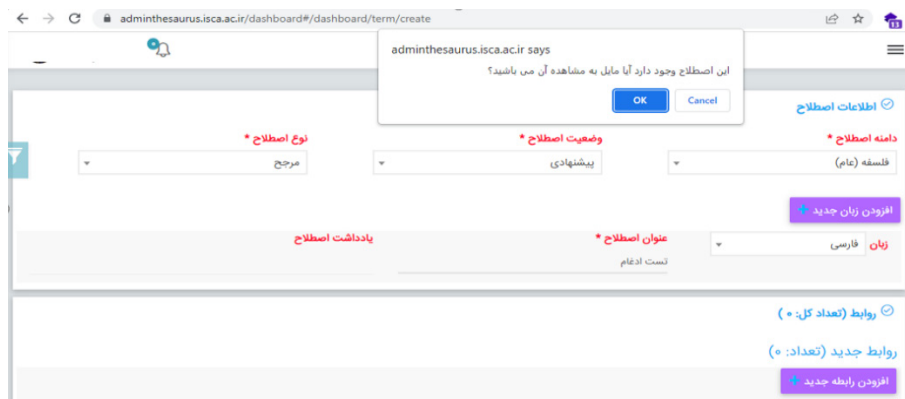 adminthesaurus.isca.ac.ir/dashboard#/dashboard/term/create
13
adminthesaurus.isca.ac.ir says
این اصطلاح وجود دارد آیا مایل به مشاهده آن می باشید؟
OK Cancel
اطلاعات اصطلاح
دامنه اصطلاح * وضعیت اصطلاح * نوع اصطلاح *
فلسفه (عام) پیشنهادی مرجح
افزودن زبان جدید +
زبان فارسی عنوان اصطلاح * یادداشت اصطلاح
تست ادغام
روابط (تعداد کل: ۰ )
روابط جدید (تعداد: ۰)
افزودن رابطه جدید +